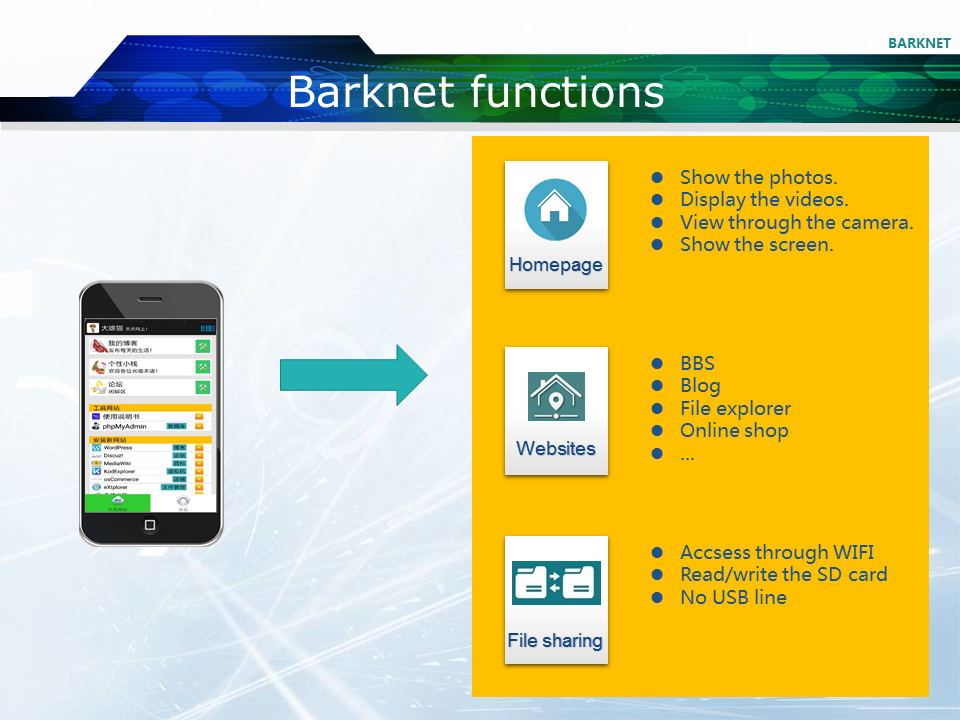 BARKNET
Barknet functions
大雄猫 天天向上!
我的博客
发布每天的生活!
个性小栈
欢迎各位光临本店!
论坛
闲聊区
工具网站
使用说明书
phpMyAdmin 数据库
安装新网站
WordPress 博客
Discuz! 论坛
MediaWiki 百科
KodExplorer 虚拟机
osCommerce 店铺
eXtplorer 文件管理
Homepage
● Show the photos.
● Display the videos.
● View through the camera.
● Show the screen.
Websites
● BBS
● Blog
● File explorer
● Online shop
● ...
File sharing
● Accsess through WIFI
● Read/write the SD card
● No USB line